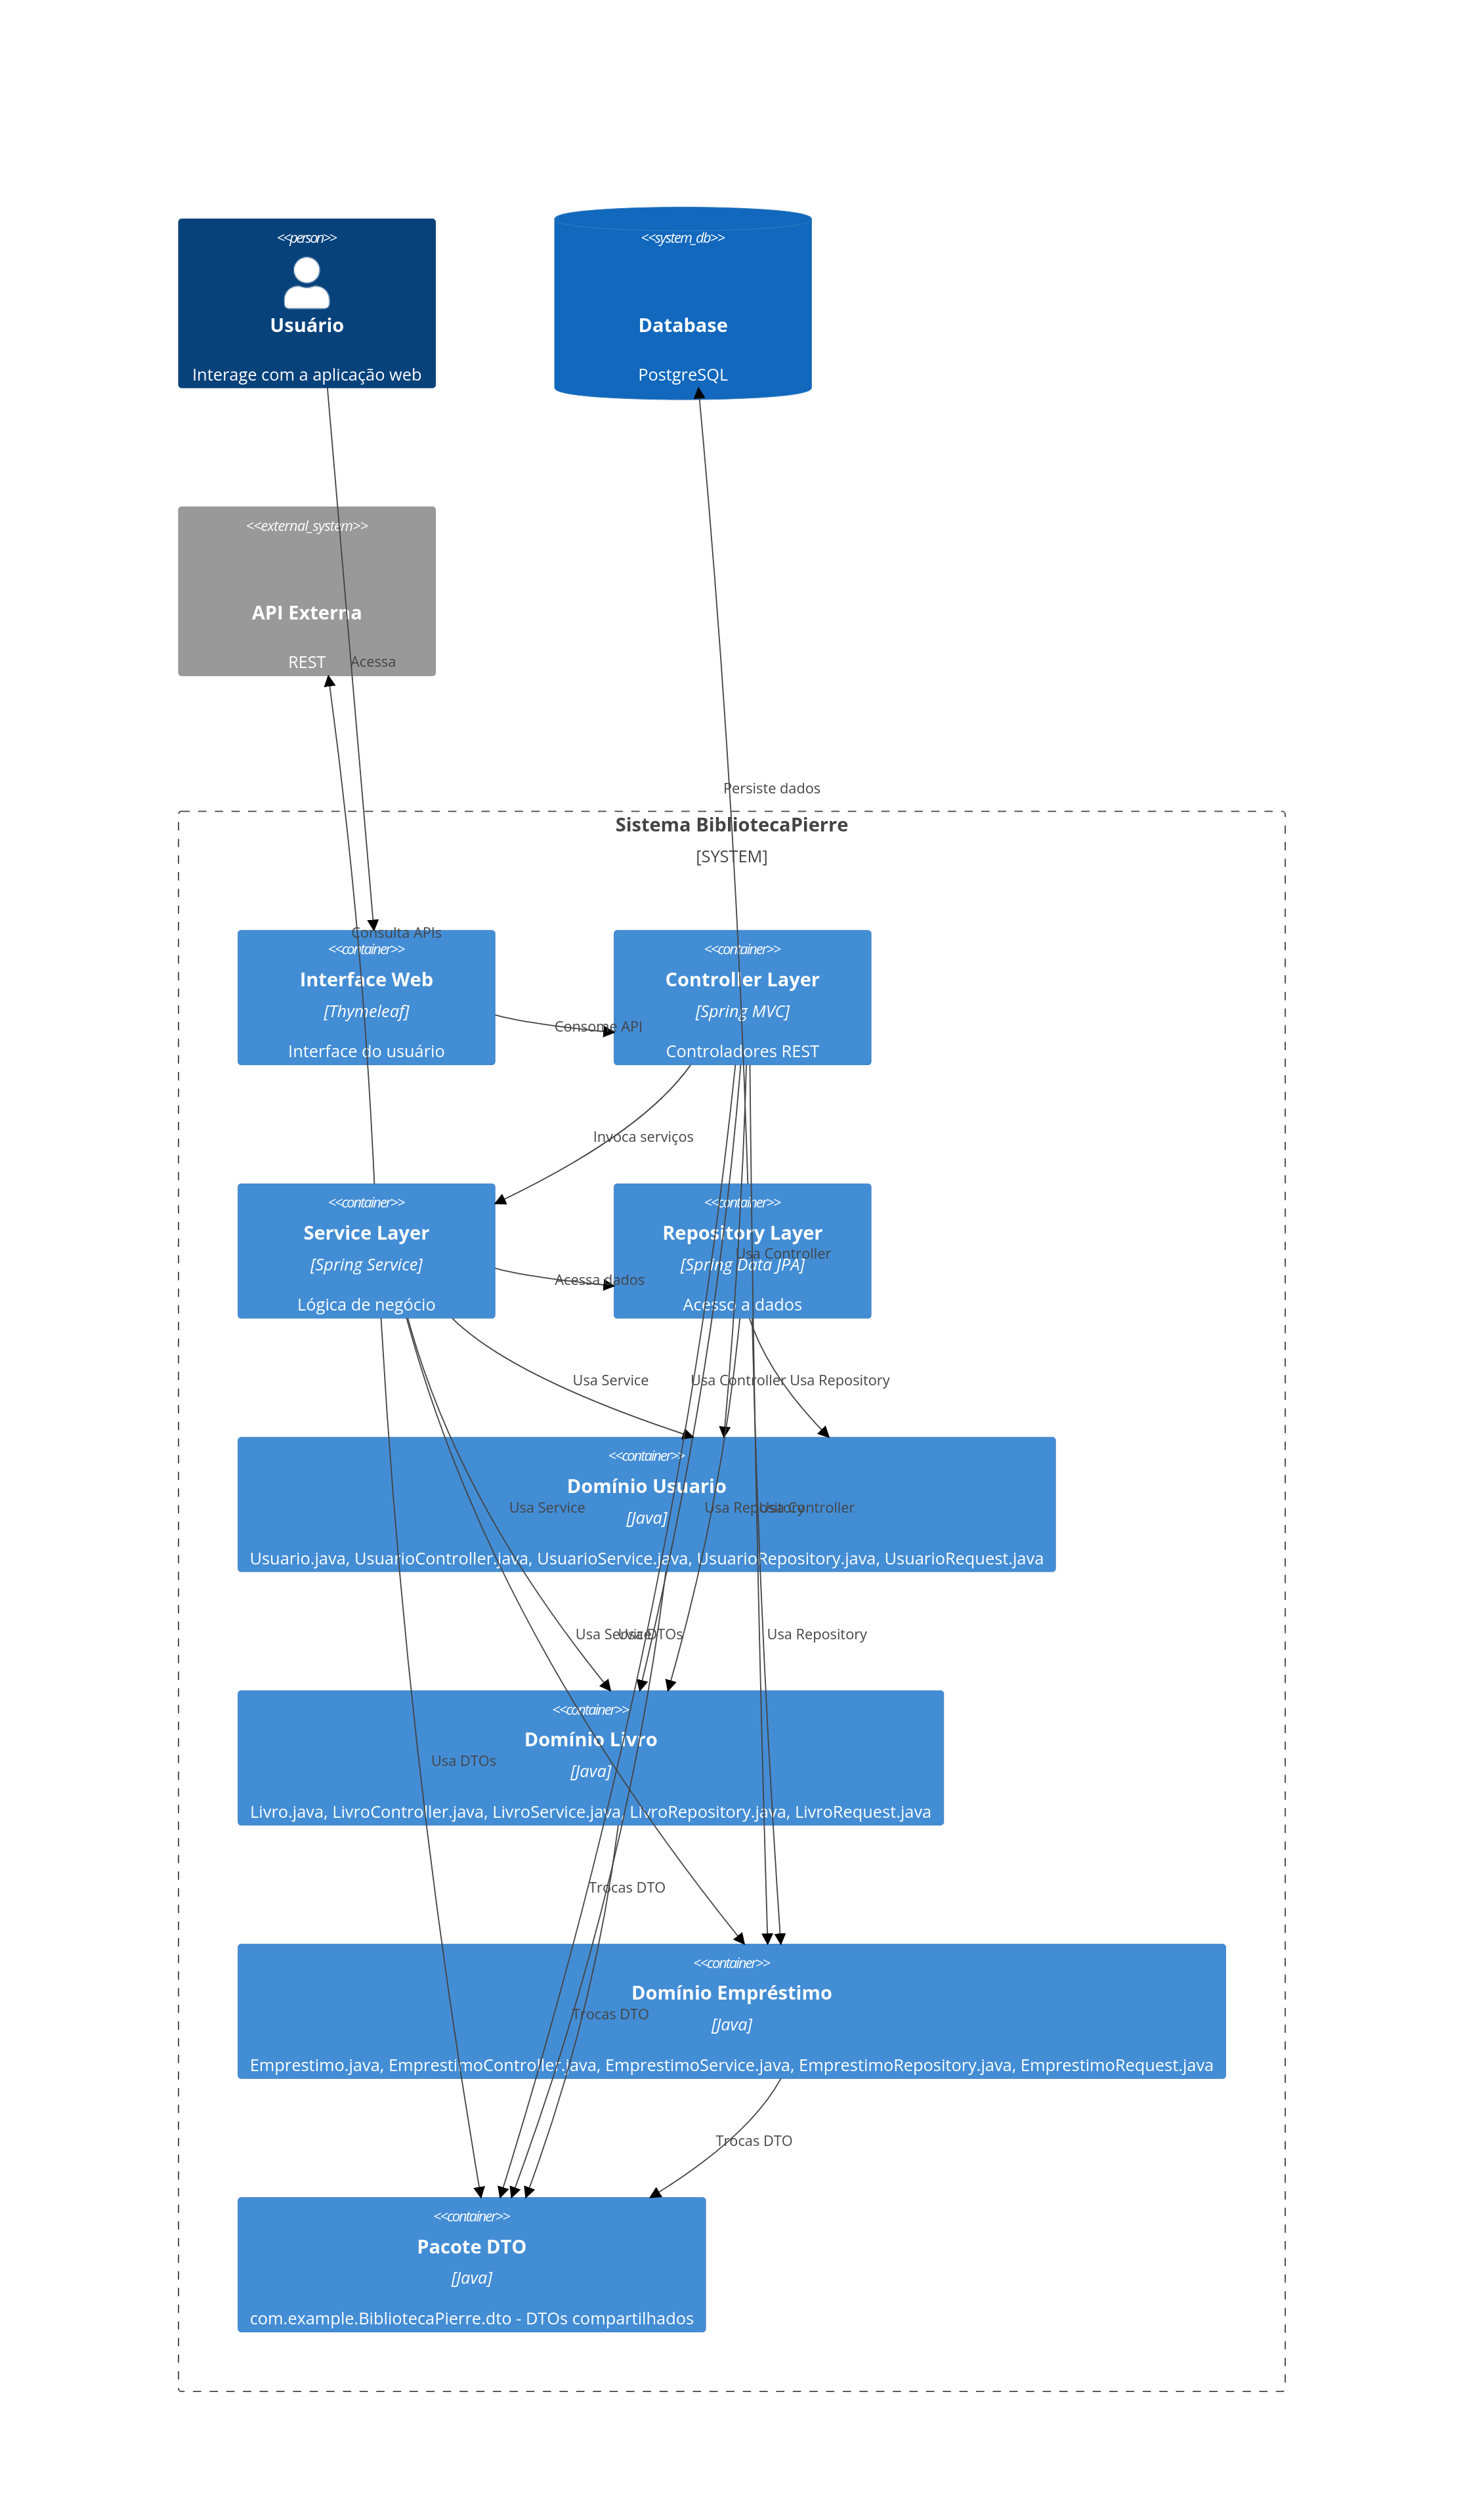 <<person>>
Usuário
Interage com a aplicação web
<<system_db>>
Database
PostgreSQL
<<external_system>>
API Externa
REST
Acessa
Persiste dados
Sistema BibliotecaPierre
[SYSTEM]
Consulta APIs
<<container>>
Interface Web
[Thymeleaf]
Interface do usuário
Consome API
<<container>>
Controller Layer
[Spring MVC]
Controladores REST
Invoca serviços
<<container>>
Service Layer
[Spring Service]
Lógica de negócio
Acessa dados
<<container>>
Repository Layer
[Spring Data JPA]
Acesso a dados
Usa Controller
Usa Service
Usa Controller
Usa Repository
<<container>>
Domínio Usuario
[Java]
Usuario.java, UsuarioController.java, UsuarioService.java, UsuarioRepository.java, UsuarioRequest.java
Usa Service
Usa Repository
Usa Controller
Usa Service
Usa DTOs
Usa Repository
<<container>>
Domínio Livro
[Java]
Livro.java, LivroController.java, LivroService.java, LivroRepository.java, LivroRequest.java
Usa DTOs
Trocas DTO
<<container>>
Domínio Empréstimo
[Java]
Emprestimo.java, EmprestimoController.java, EmprestimoService.java, EmprestimoRepository.java, EmprestimoRequest.java
Trocas DTO
Trocas DTO
<<container>>
Pacote DTO
[Java]
com.example.BibliotecaPierre.dto - DTOs compartilhados